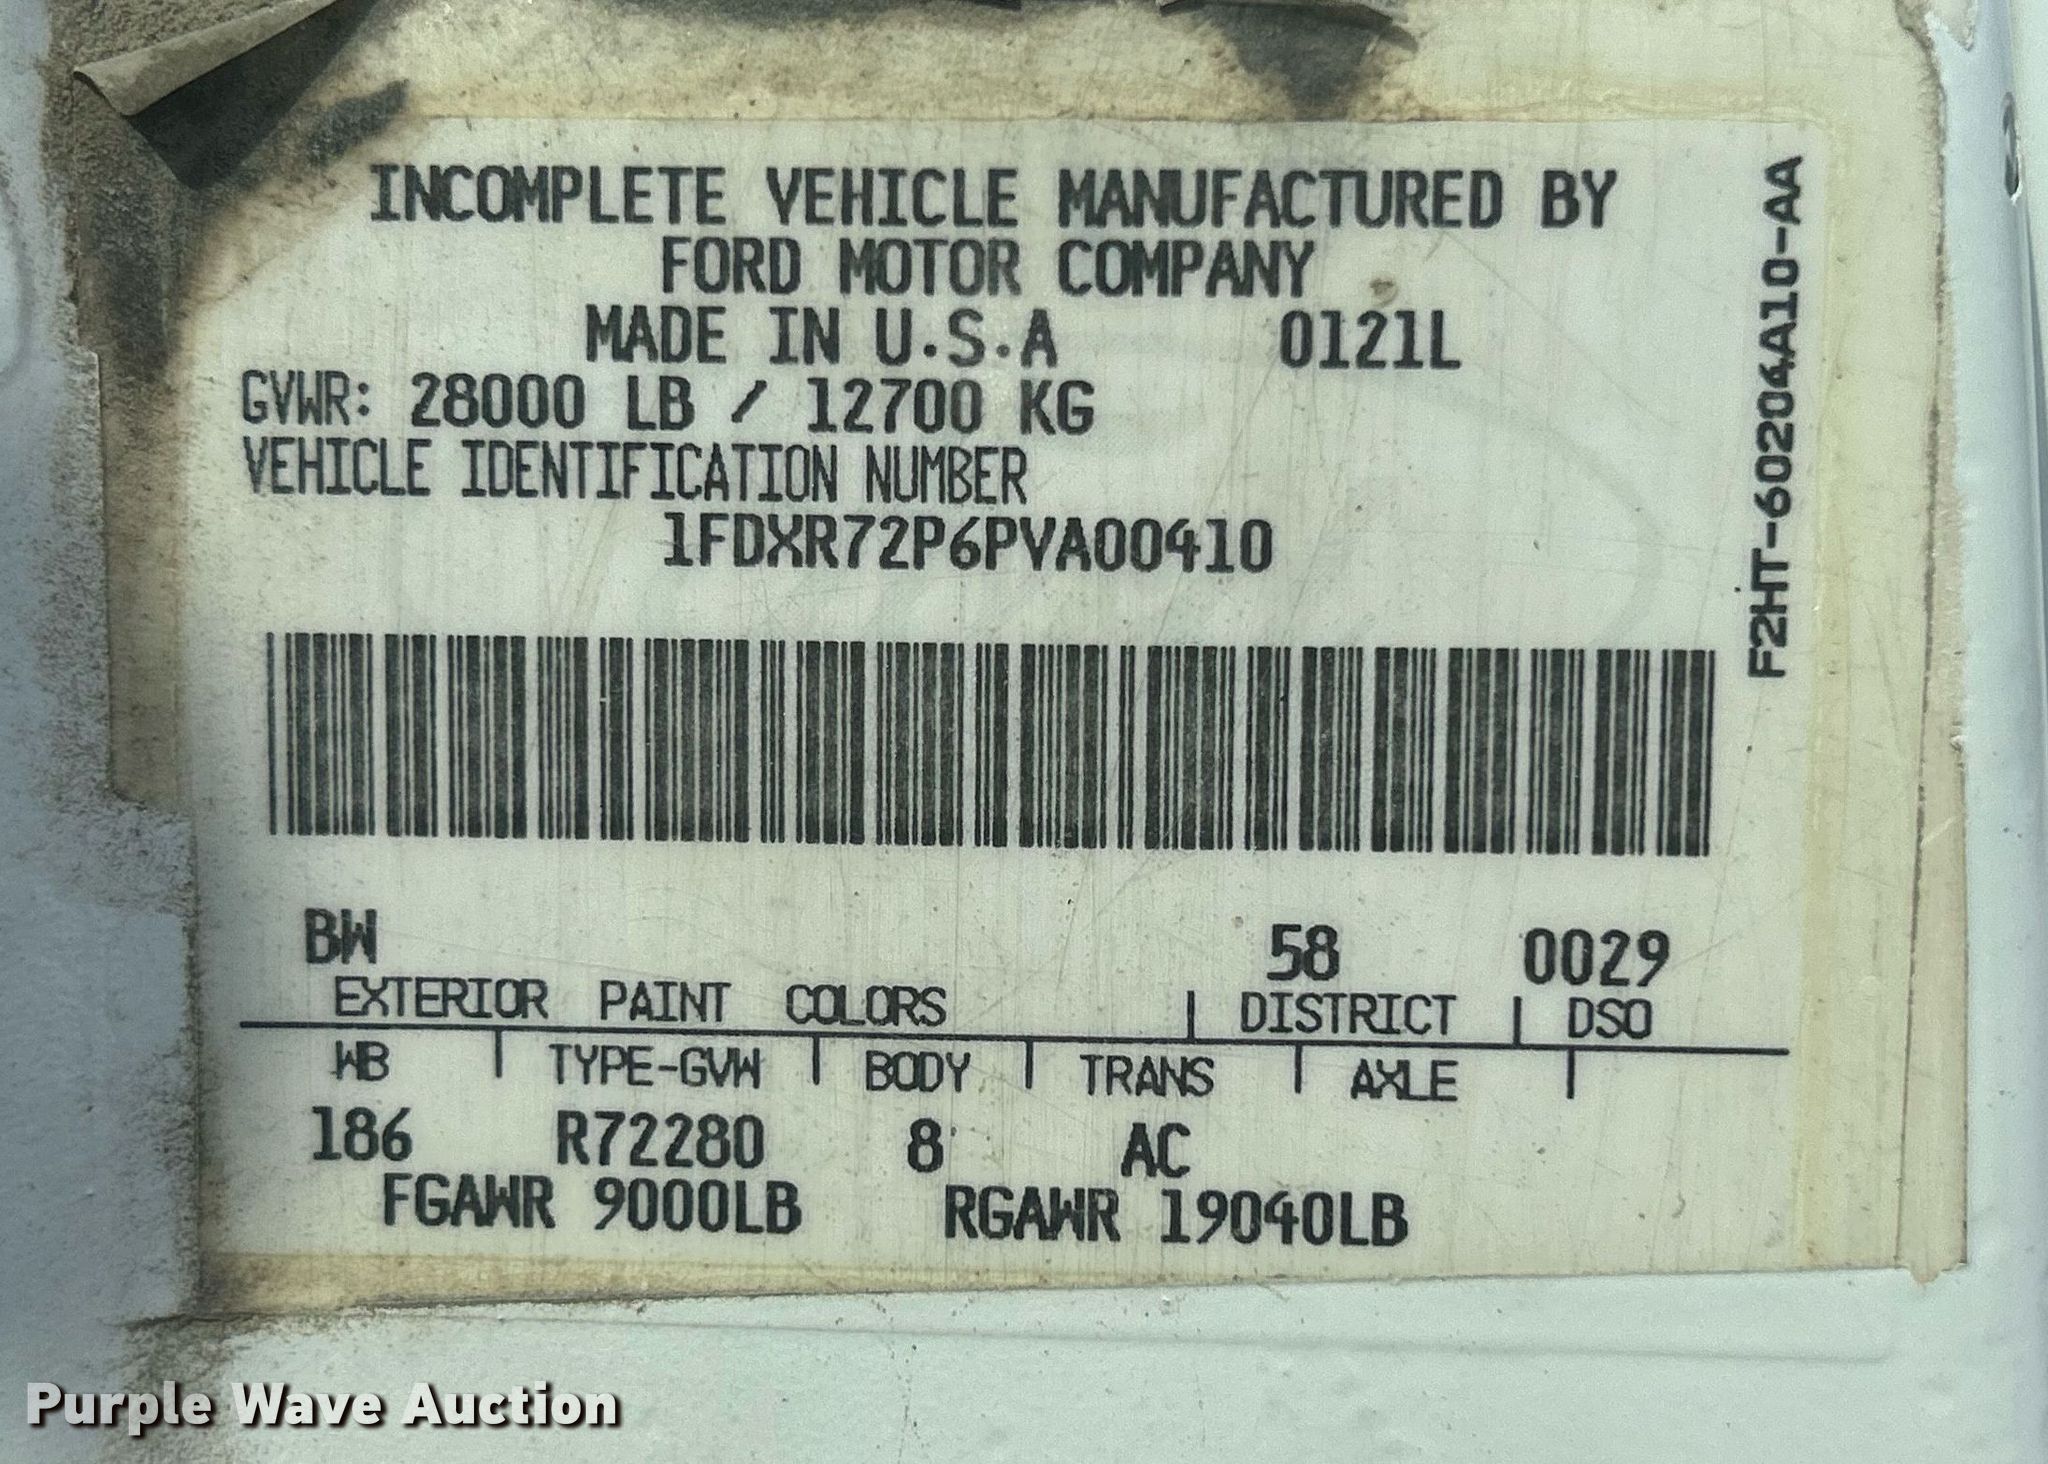 INCOMPLETE VEHICLE MANUFACTURED BY
FORD MOTOR COMPANY
MADE IN U.S.A 0121L
GVWR: 28000 LB / 12700 KG
VEHICLE IDENTIFICATION NUMBER
1FDXR72P6PVA00410
F2HT-60204A10-AA
BW 58 0029
EXTERIOR PAINT COLORS | DISTRICT | DSO
WB | TYPE-GVW | BODY | TRANS | AXLE |
186 R72280 8 AC
FGAWR 9000LB RGAWR 19040LB
Purple Wave Auction